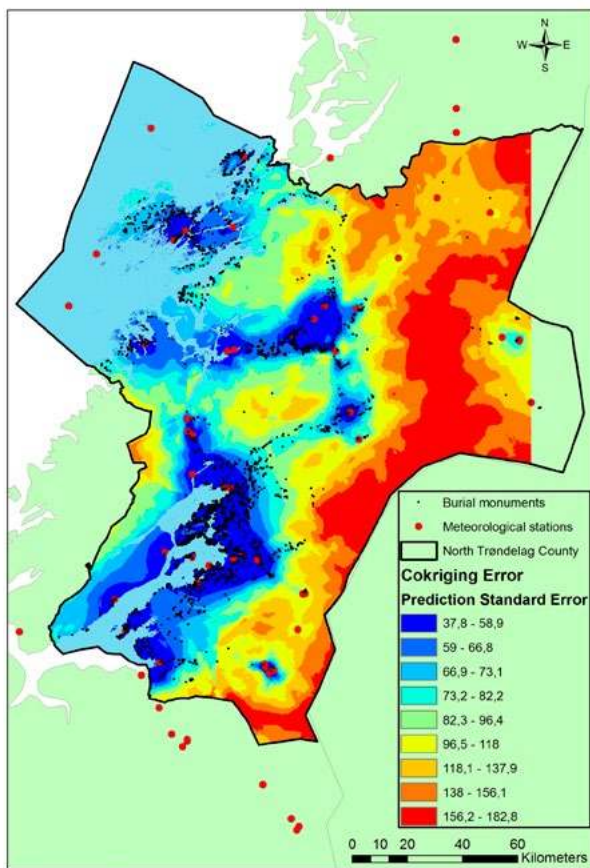 N
W E
S
Burial monuments
Meteorological stations
North Trøndelag County
Cokriging Error
Prediction Standard Error
37,8 - 58,9
59 - 66,8
66,9 - 73,1
73,2 - 82,2
82,3 - 96,4
96,5 - 118
118,1 - 137,9
138 - 156,1
156,2 - 182,8
0 10 20 40 60
Kilometers